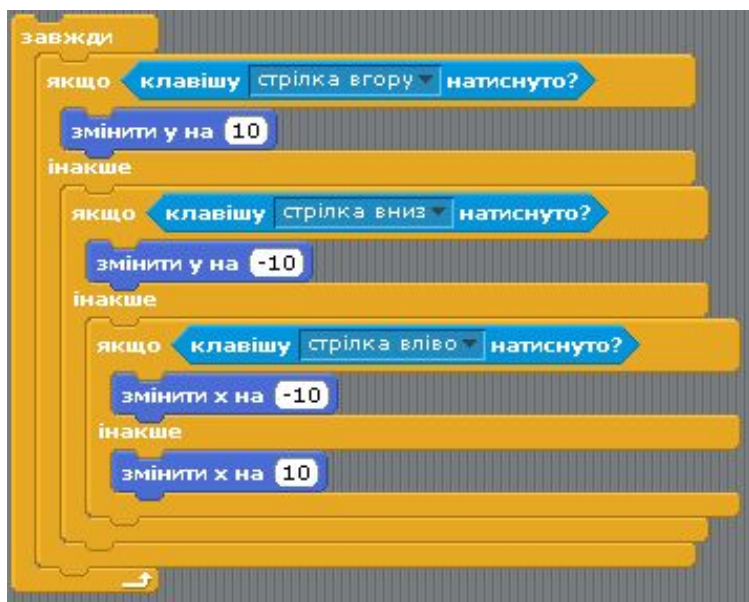 завжди
якщо клавішу стрілка вгору натиснуто?
змінити y на 10
інакше
якщо клавішу стрілка вниз натиснуто?
змінити y на -10
інакше
якщо клавішу стрілка вліво натиснуто?
змінити x на -10
інакше
змінити x на 10